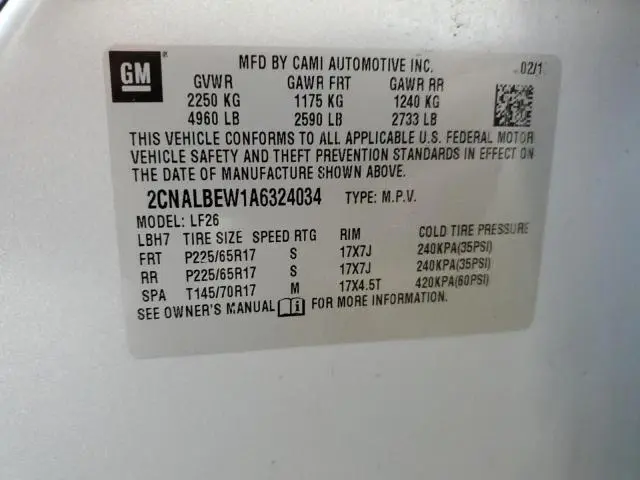 GM ®
MFD BY CAMI AUTOMOTIVE INC. 02/1
GVWR GAWR FRT GAWR RR
2250 KG 1175 KG 1240 KG
4960 LB 2590 LB 2733 LB
THIS VEHICLE CONFORMS TO ALL APPLICABLE U.S. FEDERAL MOTOR
VEHICLE SAFETY AND THEFT PREVENTION STANDARDS IN EFFECT ON
THE DATE OF MANUFACTURE SHOWN ABOVE.
2CNALBEW1A6324034 TYPE: M.P.V.
MODEL: LF26
LBH7 TIRE SIZE SPEED RTG RIM COLD TIRE PRESSURE
FRT P225/65R17 S 17X7J 240KPA(35PSI)
RR P225/65R17 S 17X7J 240KPA(35PSI)
SPA T145/70R17 M 17X4.5T 420KPA(60PSI)
SEE OWNER'S MANUAL FOR MORE INFORMATION.